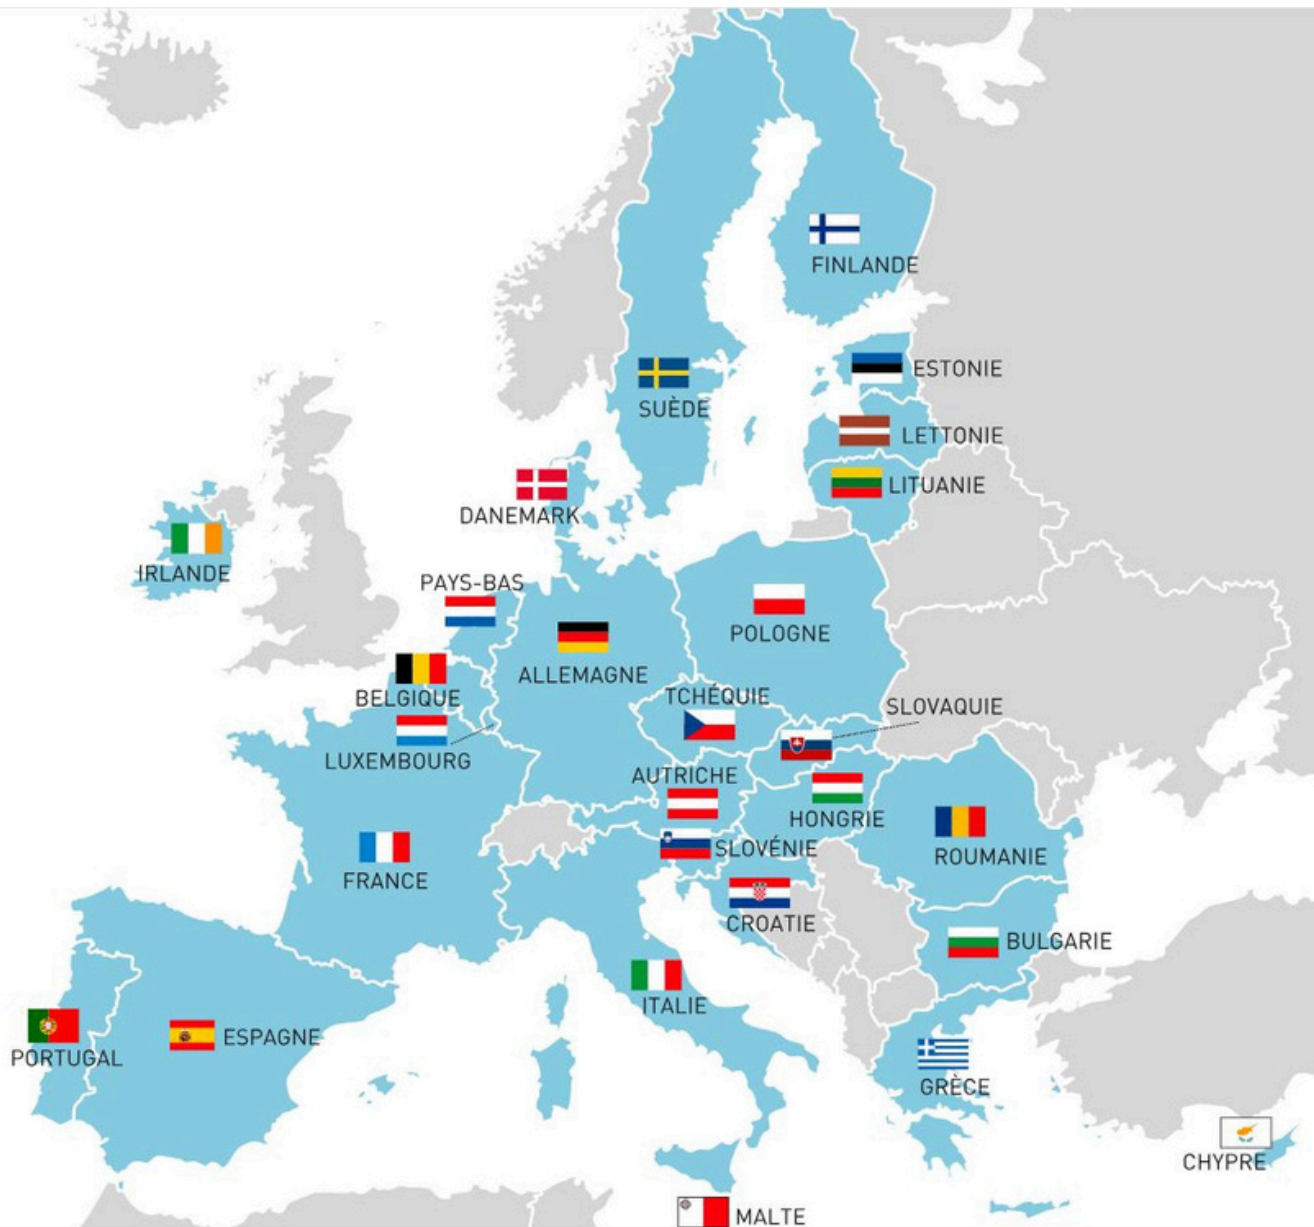 FINLANDE
ESTONIE
SUÈDE
LETTONIE
LITUANIE
DANEMARK
IRLANDE
PAYS-BAS
POLOGNE
ALLEMAGNE
BELGIQUE
TCHÉQUIE
SLOVAQUIE
LUXEMBOURG
AUTRICHE
HONGRIE
SLOVÉNIE
ROUMANIE
FRANCE
CROATIE
BULGARIE
ITALIE
ESPAGNE
PORTUGAL
GRÈCE
CHYPRE
MALTE